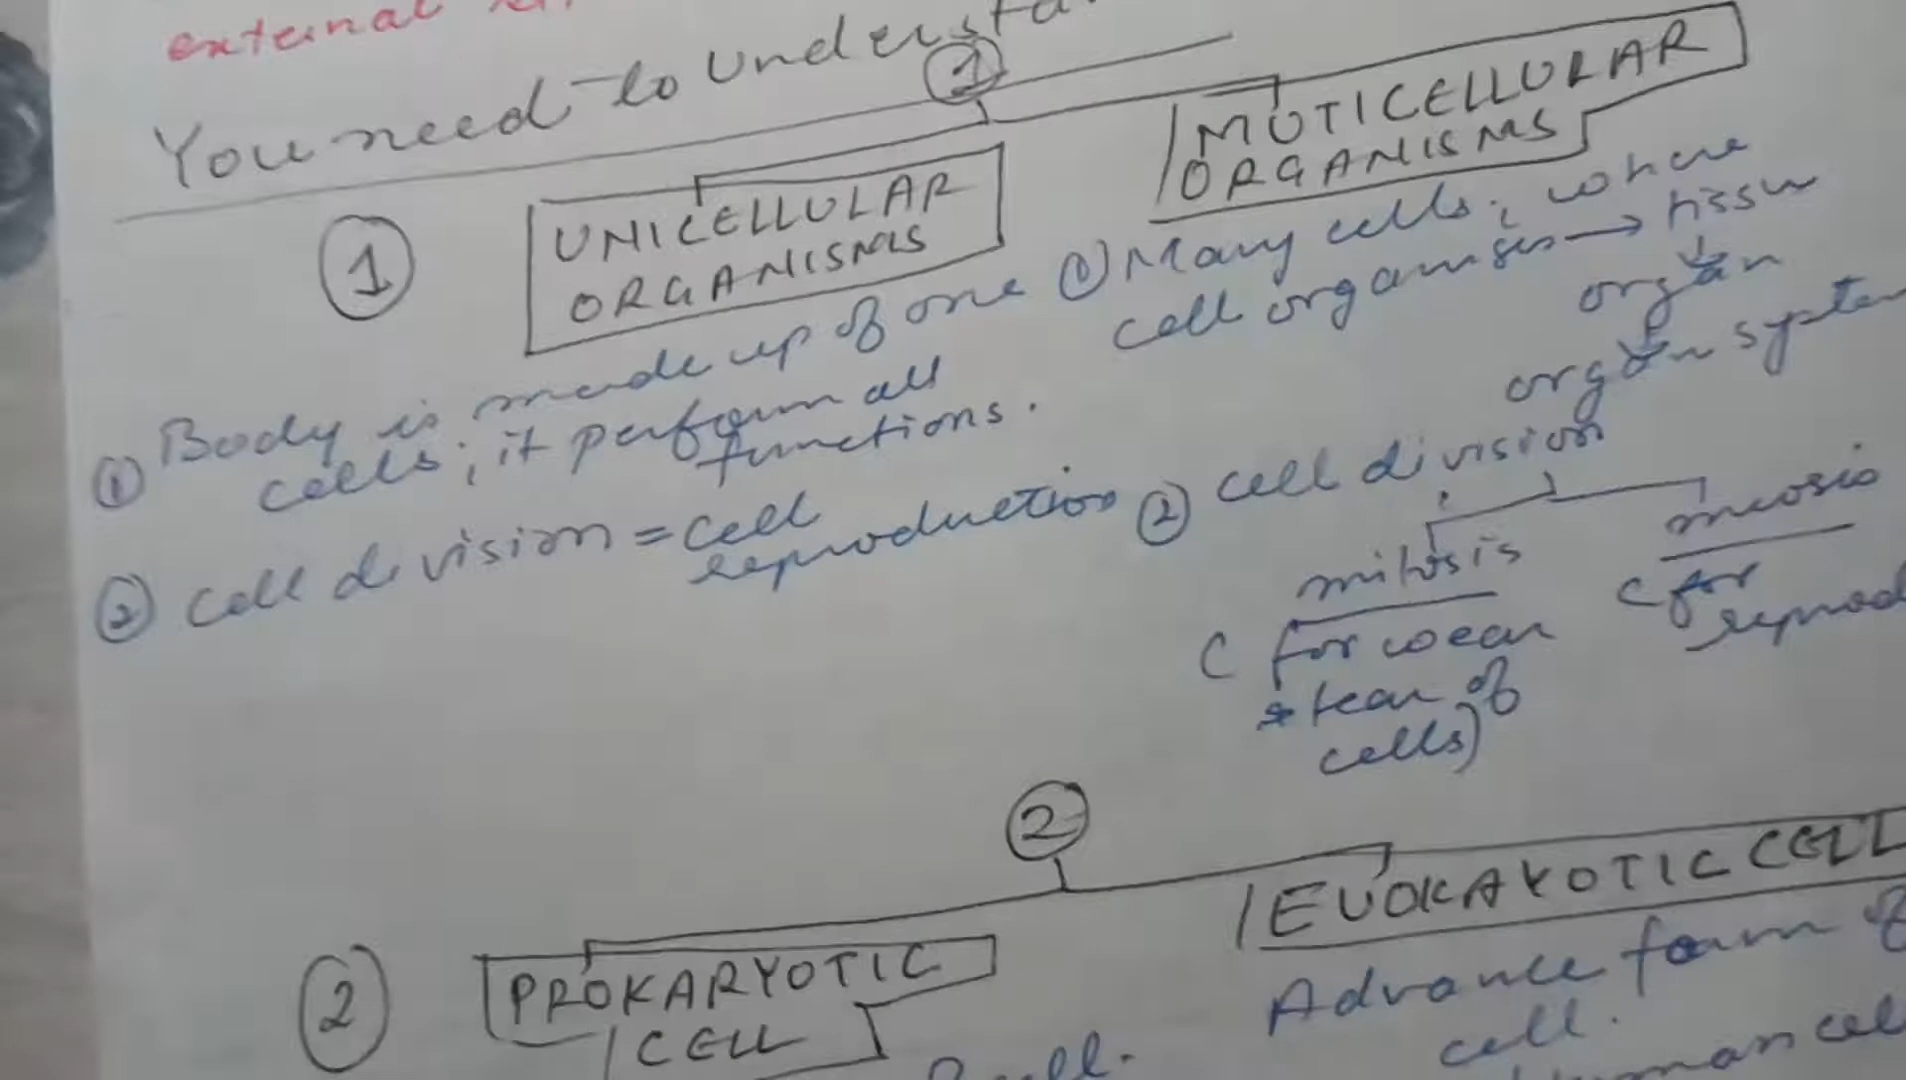 external
You need to understa
1
1
UNICELLULAR
ORGANISMS
MUTICELLULAR
ORGANISMS
① Body is made up of one
cells; it perform all
functions.
② Cell division = cell
reproduction
① Many cells, where
cell organises → tissu
organ
organ system
② cell division
mitosis
(for wear
& tear of
cells)
meosis
(for
reprod
2
2
PROKARYOTIC
CELL
EUOKAYOTIC CELL
Advance foam of
cell.